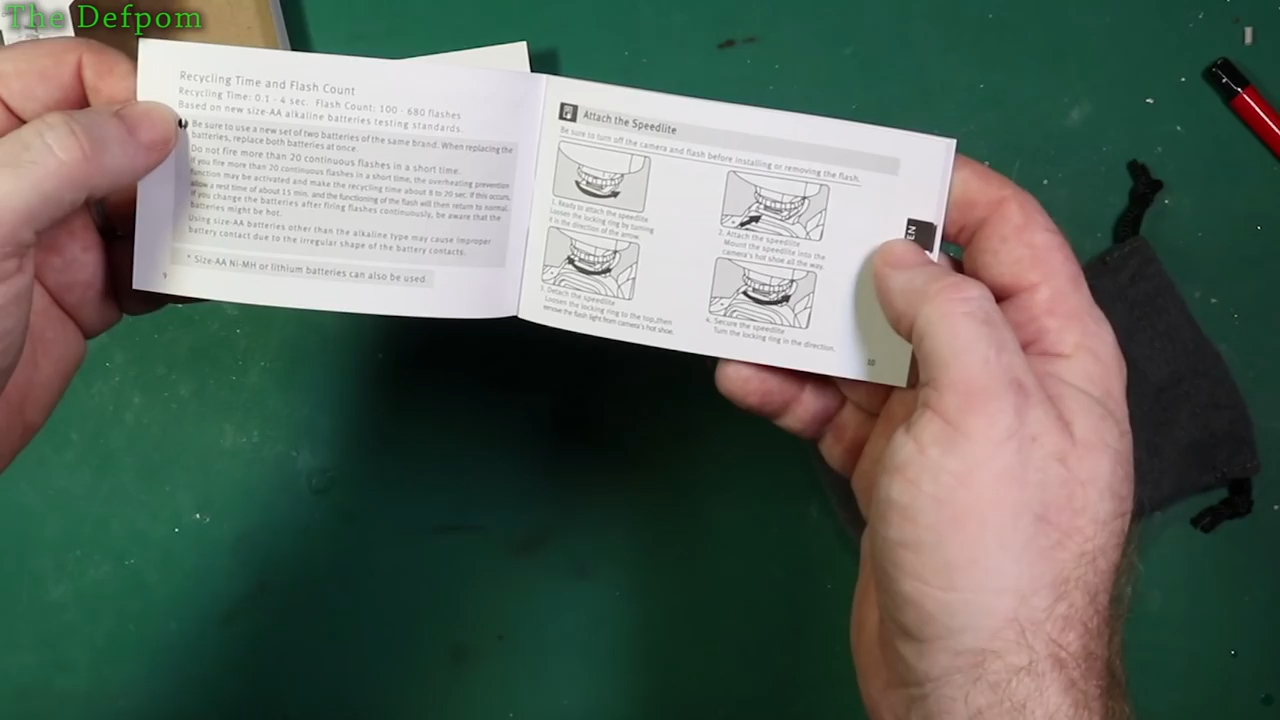 The Defpom
Recycling Time and Flash Count
Recycling Time: 0.1 - 4 sec. Flash Count: 100 - 680 flashes
Based on new size-AA alkaline batteries testing standards.
Be sure to use a new set of two batteries of the same brand. When replacing the
batteries, replace both batteries at once.
Do not fire more than 20 continuous flashes in a short time.
If you fire more than 20 continuous flashes in a short time, the overheating prevention
function may be activated and make the recycling time about 8 to 20 sec. If this occurs,
allow a rest time of about 15 min. and the functioning of the flash will then return to normal.
If you change the batteries after firing flashes continuously, be aware that the
batteries might be hot.
Using size-AA batteries other than the alkaline type may cause improper
battery contact due to the irregular shape of the battery contacts.
* Size-AA Ni-MH or lithium batteries can also be used.
9
Attach the Speedlite
Be sure to turn off the camera and flash before installing or removing the flash.
1. Ready to attach the speedlite
Loosen the locking ring by turning
it in the direction of the arrow.
2. Attach the speedlite
Mount the speedlite into the
camera's hot shoe all the way.
3. Detach the speedlite
Loosen the locking ring to the top,then
remove the flash light from camera's hot shoe.
4. Secure the speedlite
Turn the locking ring in the direction.
EN
10